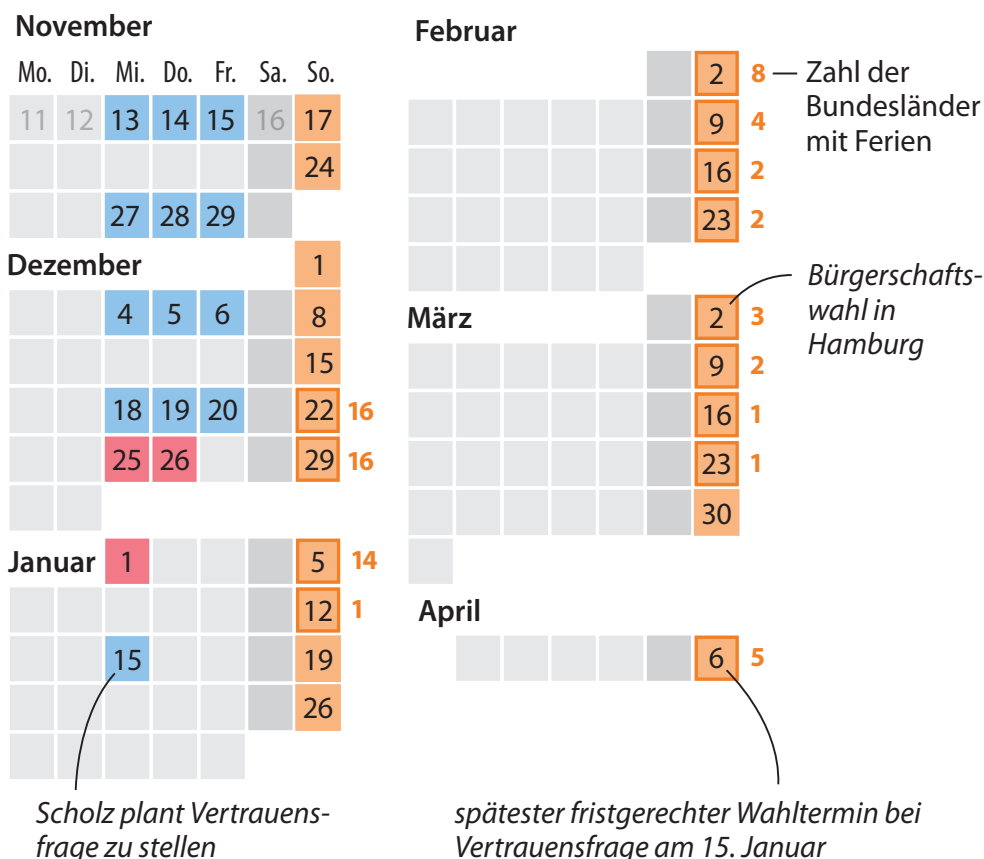 November
Mo. Di. Mi. Do. Fr. Sa. So.
11 12 13 14 15 16 17
24
27 28 29
Dezember 1
4 5 6 8
15
18 19 20 22 16
25 26 29 16
Januar 1 5 14
12 1
15 19
26
Scholz plant Vertrauens-
frage zu stellen
Februar
2 8 Zahl der
Bundesländer
mit Ferien
9 4
16 2
23 2
März
2 3
Bürgerschafts-
wahl in
Hamburg
9 2
16 1
23 1
30
April
6 5
spätester fristgerechter Wahltermin bei
Vertrauensfrage am 15. Januar